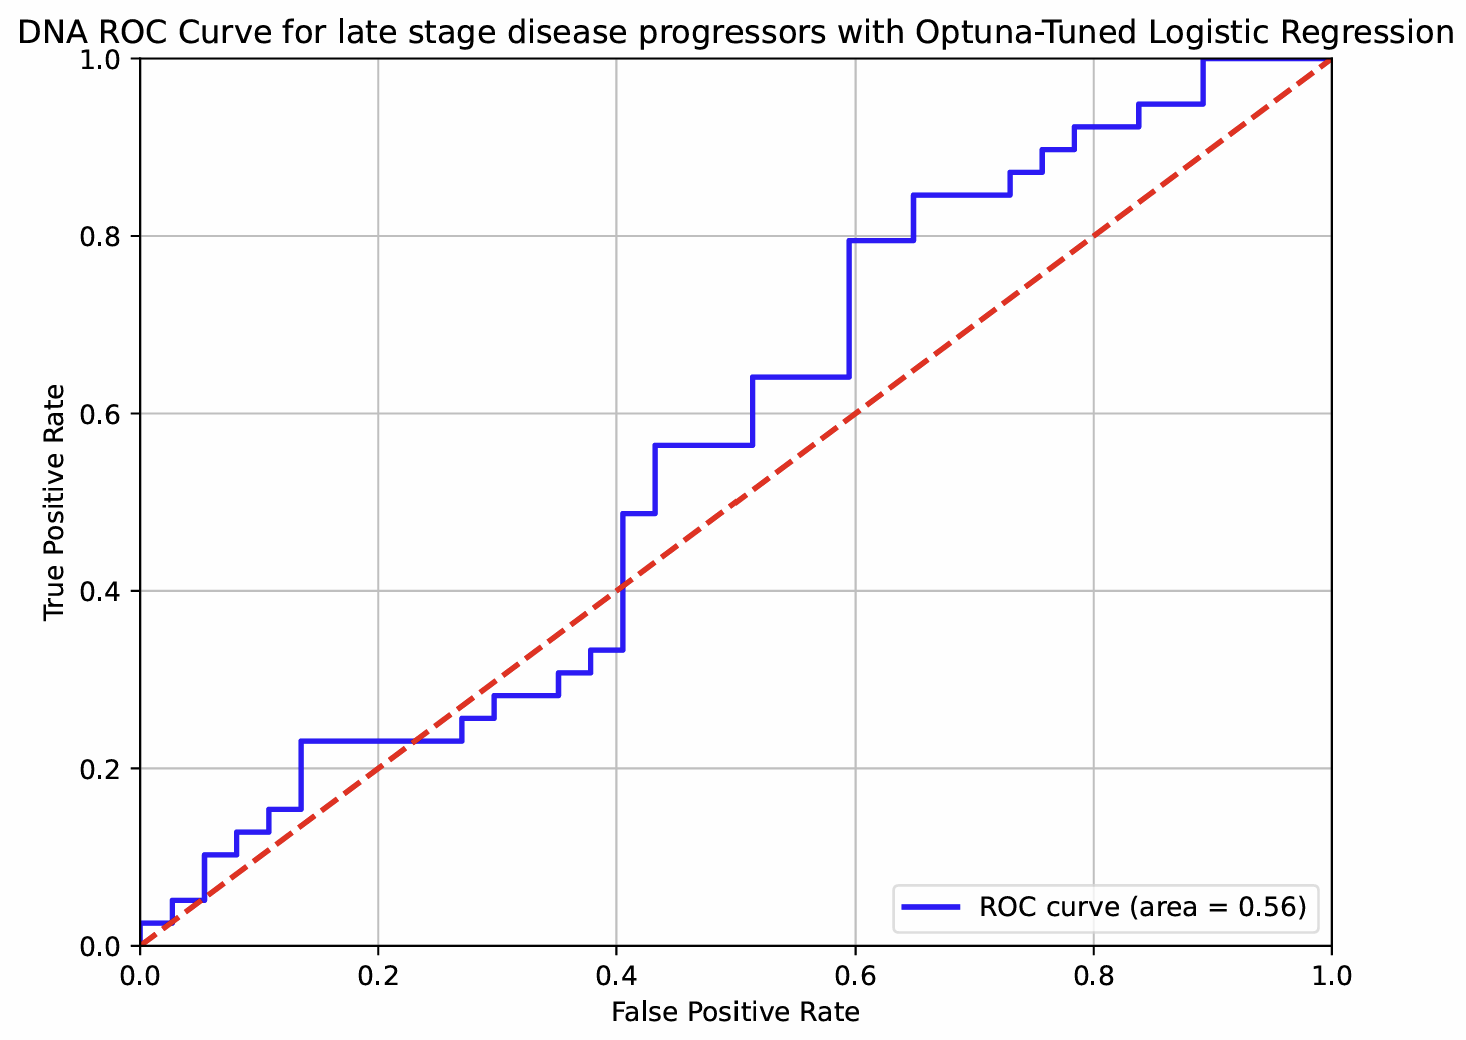 DNA ROC Curve for late stage disease progressors with Optuna-Tuned Logistic Regression
1.0
0.8
0.6
0.4
0.2
0.0
True Positive Rate
ROC curve (area = 0.56)
0.0 0.2 0.4 0.6 0.8 1.0
False Positive Rate